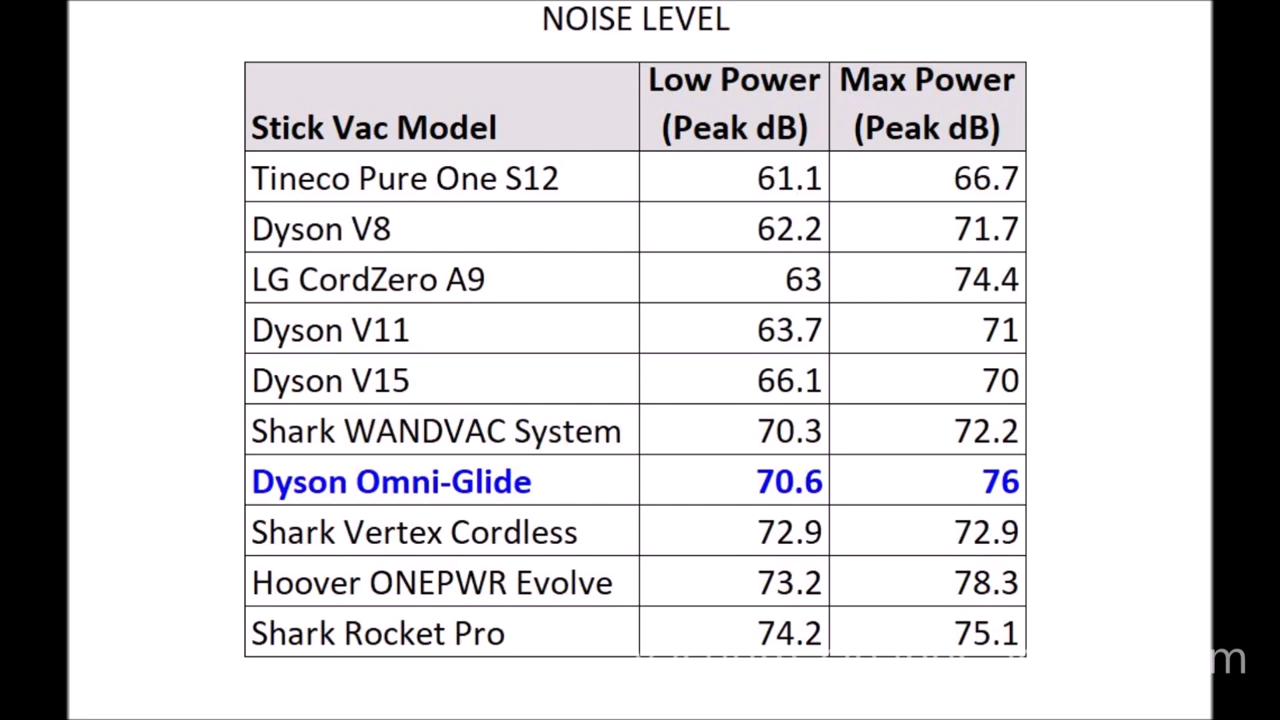 NOISE LEVEL
Low Power Max Power
Stick Vac Model (Peak dB) (Peak dB)
Tineco Pure One S12 61.1 66.7
Dyson V8 62.2 71.7
LG CordZero A9 63 74.4
Dyson V11 63.7 71
Dyson V15 66.1 70
Shark WANDVAC System 70.3 72.2
Dyson Omni-Glide 70.6 76
Shark Vertex Cordless 72.9 72.9
Hoover ONEPWR Evolve 73.2 78.3
Shark Rocket Pro 74.2 75.1